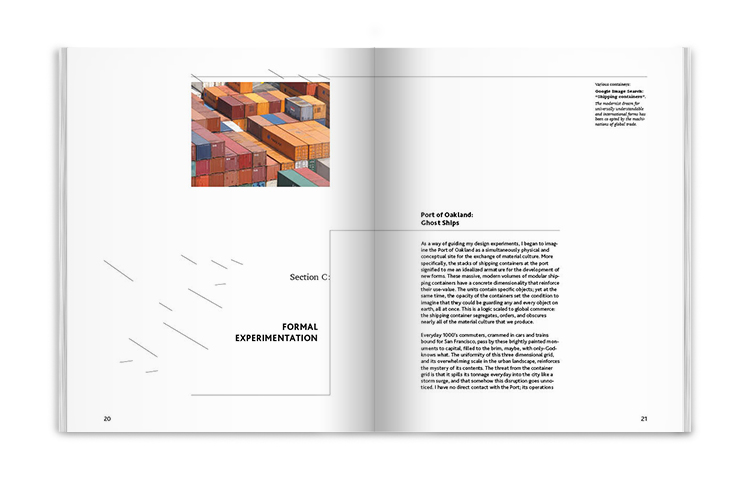 Section C:
FORMAL
EXPERIMENTATION
20
Various containers:
Google Image Search:
"Shipping containers".
The modernist dream for
universally understandable
and international forms has
been co opted by the machi-
nations of global trade.
Port of Oakland:
Ghost Ships
As a way of guiding my design experiments, I began to imag-
ine the Port of Oakland as a simultaneously physical and
conceptual site for the exchange of material culture. More
specifically, the stacks of shipping containers at the port
signified to me an idealized armature for the development of
new forms. These massive, modern volumes of modular ship-
ping containers have a concrete dimensionality that reinforce
their use-value. The units contain specific objects; yet at the
same time, the opacity of the containers set the condition to
imagine that they could be guarding any and every object on
earth, all at once. This is a logic scaled to global commerce:
the shipping container segregates, orders, and obscures
nearly all of the material culture that we produce.
Everyday 1000's commuters, crammed in cars and trains
bound for San Francisco, pass by these brightly painted mon-
uments to capital, filled to the brim, maybe, with only-God-
knows what. The uniformity of this three dimensional grid,
and its overwhelming scale in the urban landscape, reinforces
the mystery of its contents. The threat from the container
grid is that it spills its tonnage everyday into the city like a
storm surge, and that somehow this disruption goes unno-
ticed. I have no direct contact with the Port; its operations
21